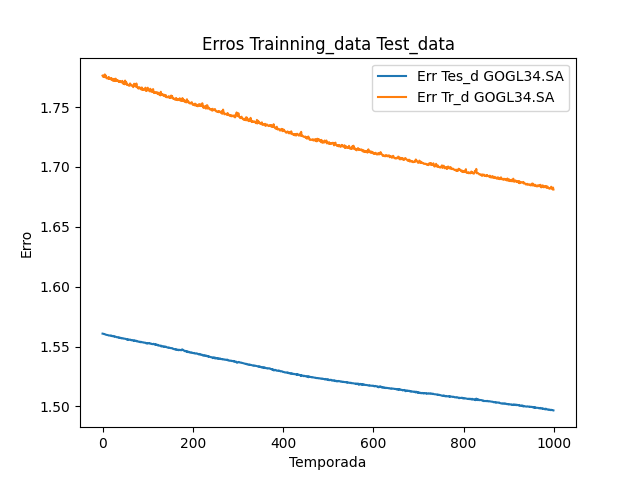 Erros Trainning_data Test_data
Err Tes_d GOGL34.SA
Err Tr_d GOGL34.SA
Erro
1.75
1.70
1.65
1.60
1.55
1.50
0 200 400 600 800 1000
Temporada